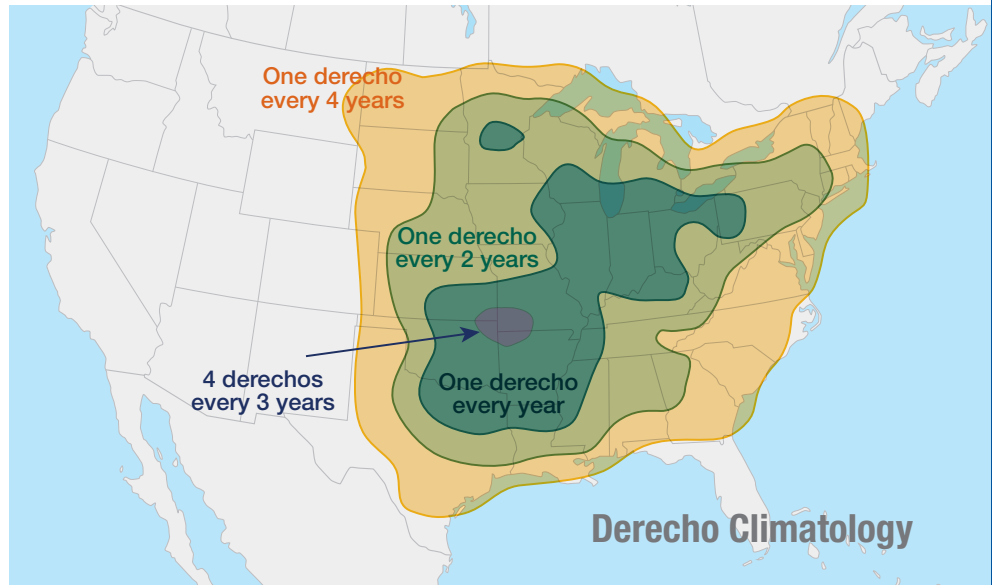 One derecho
every 4 years
One derecho
every 2 years
4 derechos
every 3 years
One derecho
every year
Derecho Climatology